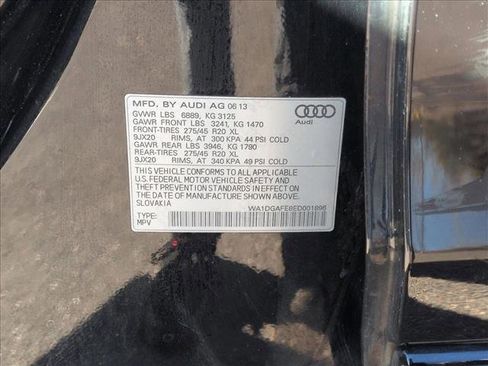 MFD. BY AUDI AG 06 13
GVWR LBS 6889, KG 3125
GAWR FRONT LBS 3241, KG 1470
FRONT-TIRES 275/45 R20 XL
9JX20 RIMS, AT 300 KPA 44 PSI COLD
GAWR REAR LBS 3946, KG 1790
REAR-TIRES 275/45 R20 XL
9JX20 RIMS, AT 340 KPA 49 PSI COLD
Audi
THIS VEHICLE CONFORMS TO ALL APPLICABLE
U.S. FEDERAL MOTOR VEHICLE SAFETY AND
THEFT PREVENTION STANDARDS IN EFFECT ON
THE DATE OF MANUFACTURE SHOWN ABOVE.
SLOVAKIA
WA1DGAFE8ED001896
TYPE:
MPV